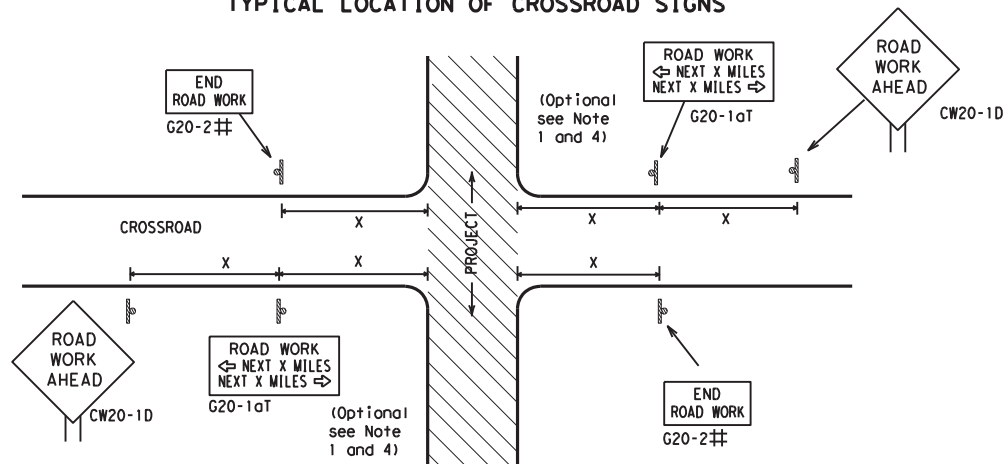 TYPICAL LOCATION OF CROSSROAD SIGNS
END
ROAD WORK
G20-2#
(Optional
see Note
1 and 4)
ROAD WORK
⇦ NEXT X MILES
NEXT X MILES ⇨
G20-1aT
ROAD
WORK
AHEAD
CW20-1D
CROSSROAD
X
X
X
PROJECT
X
X
X
ROAD
WORK
AHEAD
CW20-1D
ROAD WORK
⇦ NEXT X MILES
NEXT X MILES ⇨
G20-1aT
(Optional
see Note
1 and 4)
END
ROAD WORK
G20-2#